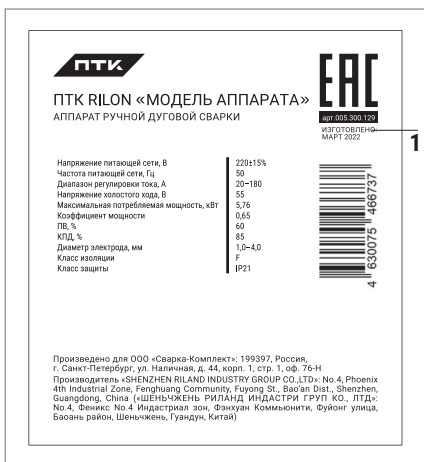 ПТК
EAC
ПТК RILON «МОДЕЛЬ АППАРАТА»
АППАРАТ РУЧНОЙ ДУГОВОЙ СВАРКИ
арт.005.300.129
ИЗГОТОВЛЕНО
МАРТ 2022
1
Напряжение питающей сети, В 220±15%
Частота питающей сети, Гц 50
Диапазон регулировки тока, А 20–180
Напряжение холостого хода, В 55
Максимальная потребляемая мощность, кВт 5,76
Коэффициент мощности 0,65
ПВ, % 60
КПД, % 85
Диаметр электрода, мм 1,0–4,0
Класс изоляции F
Класс защиты IP21
4 630075 466737
Произведено для ООО «Сварка-Комплект»: 199397, Россия,
г. Санкт-Петербург, ул. Наличная, д. 44, корп. 1, стр. 1, оф. 76-Н
Производитель «SHENZHEN RILAND INDUSTRY GROUP CO.,LTD»: No.4, Phoenix
4th Industrial Zone, Fenghuang Community, Fuyong St., Bao’an Dist., Shenzhen,
Guangdong, China («ШЕНЬЧЖЕНЬ РИЛАНД ИНДАСТРИ ГРУП КО., ЛТД»:
No.4, Феникс No.4 Индастриал зон, Фэнхуан Коммьюнити, Фуйонг улица,
Баоань район, Шеньчжень, Гуандун, Китай)